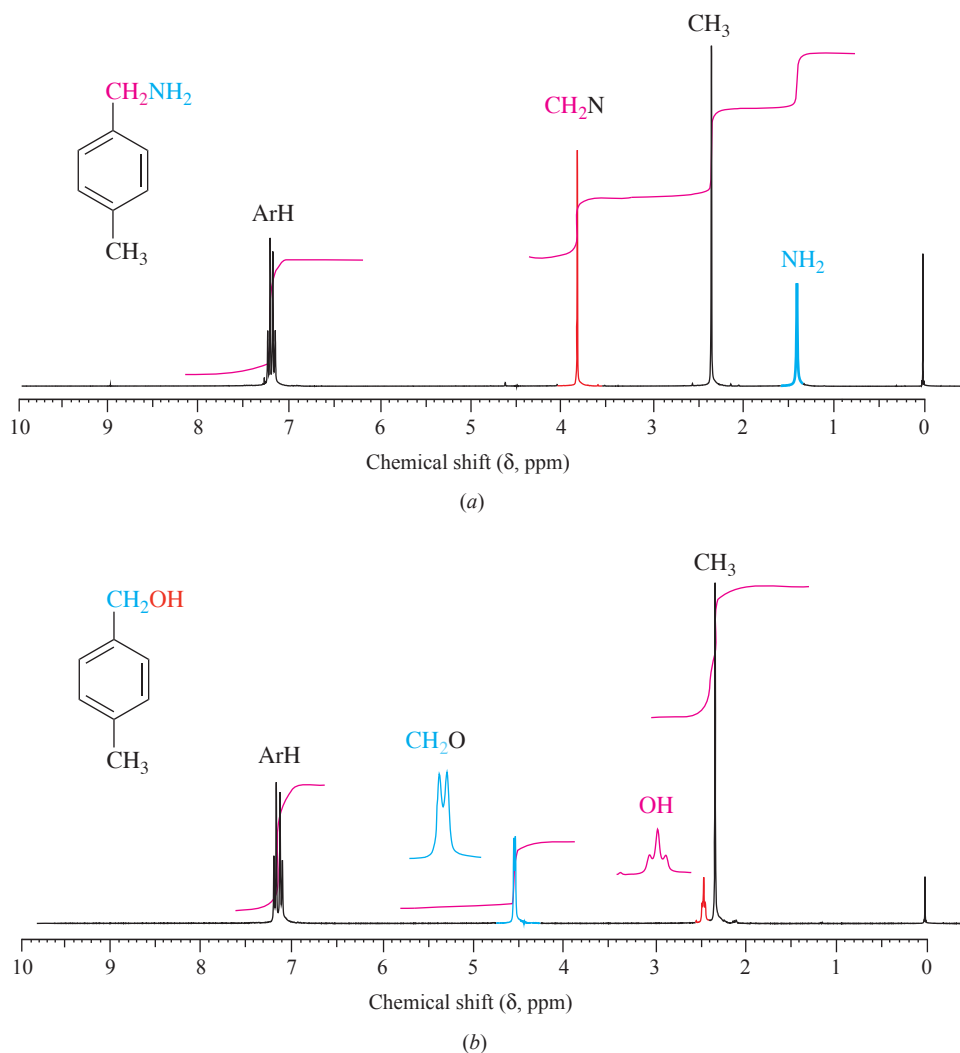 CH₃
CH₂NH₂
CH₂N
ArH
CH₃
NH₂
10 9 8 7 6 5 4 3 2 1 0
Chemical shift (δ, ppm)
(a)
CH₃
CH₂OH
CH₂O
ArH
CH₃
OH
10 9 8 7 6 5 4 3 2 1 0
Chemical shift (δ, ppm)
(b)